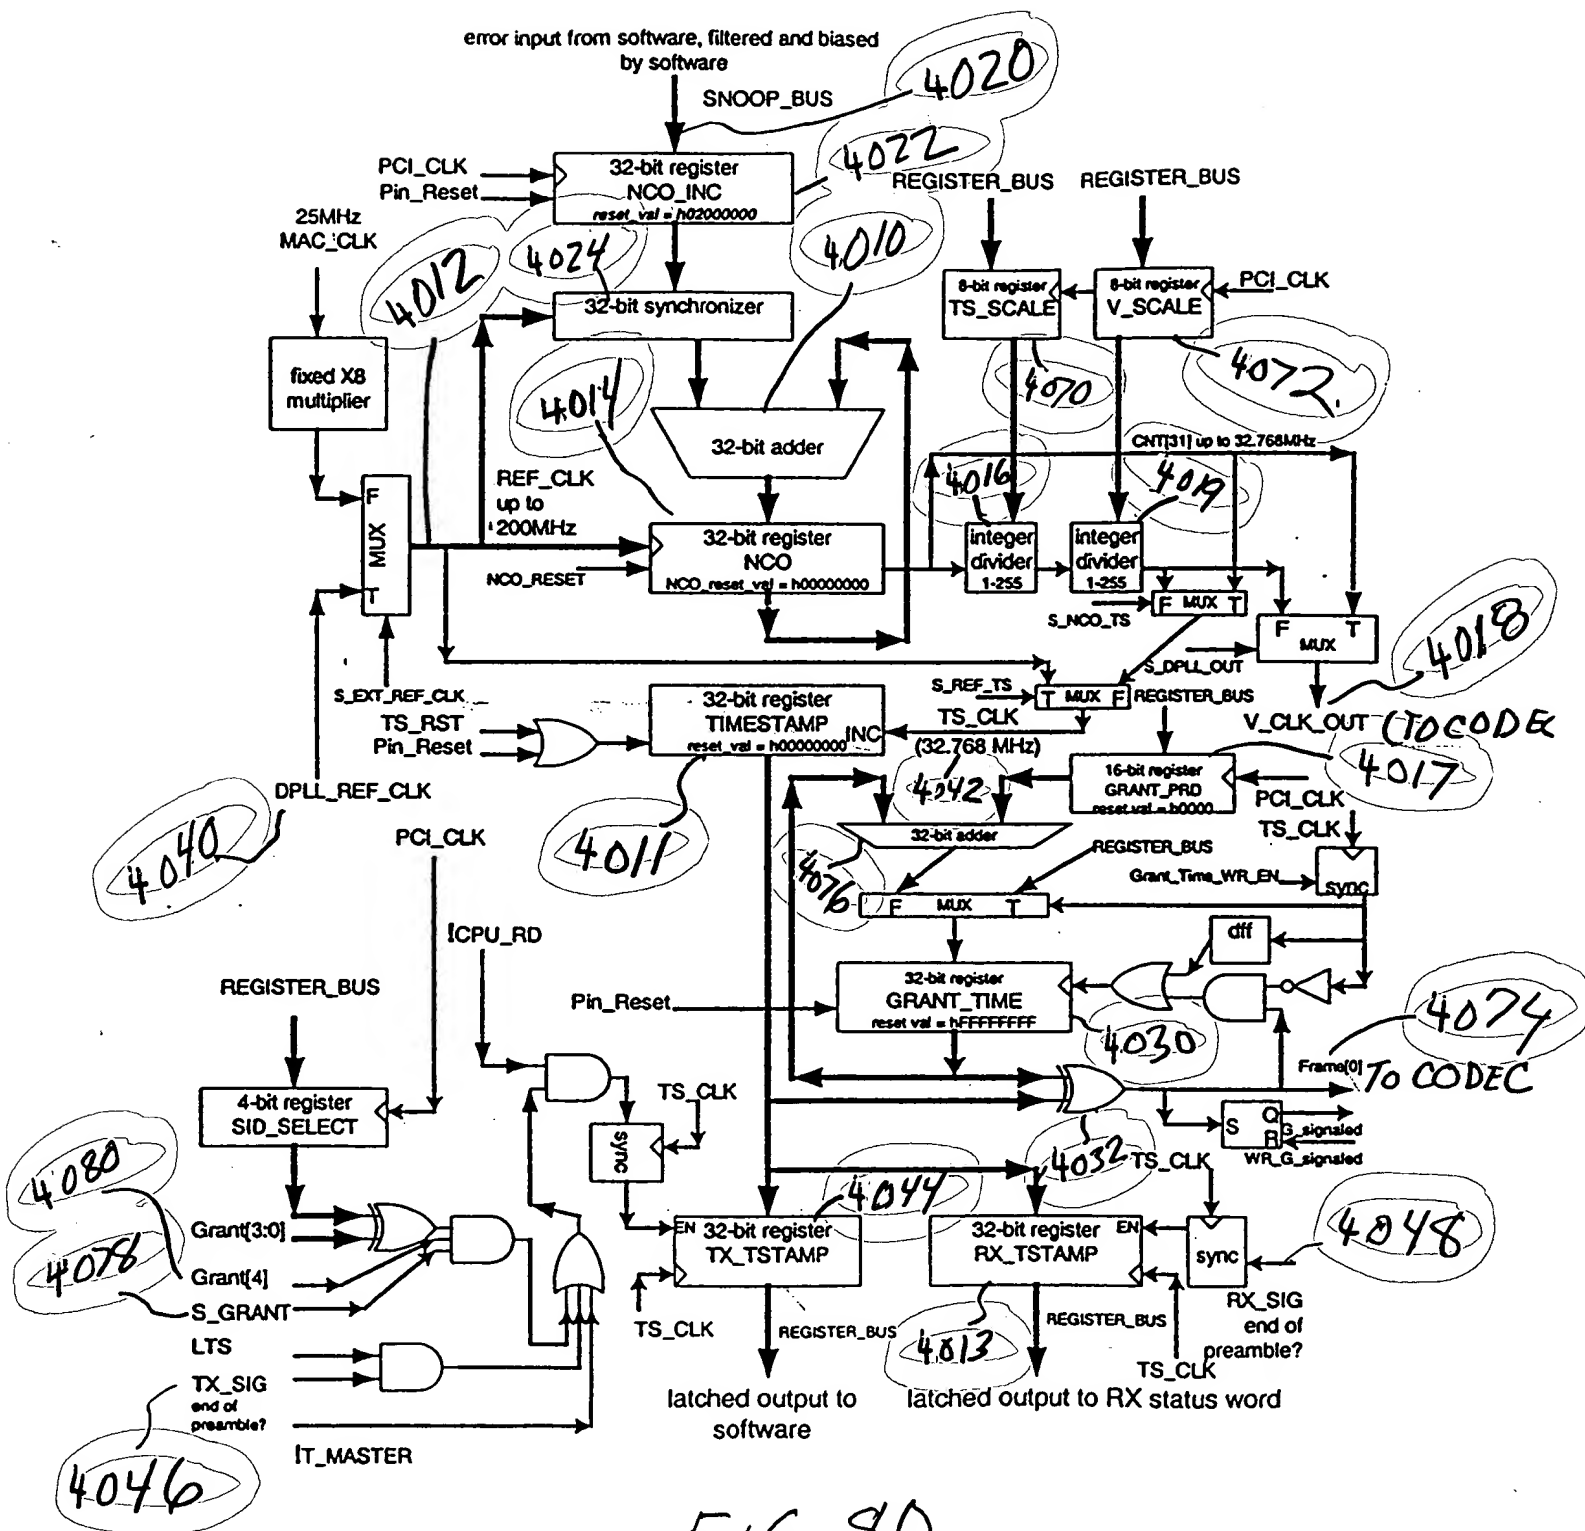 error input from software, filtered and biased
by software
SNOOP_BUS
4020
PCI_CLK
Pin_Reset
32-bit register
NCO_INC
reset_val = h02000000
4022
REGISTER_BUS
REGISTER_BUS
25MHz
MAC_CLK
4012
4024
4010
32-bit synchronizer
8-bit register
TS_SCALE
8-bit register
V_SCALE
PCI_CLK
fixed X8
multiplier
4014
4070
4072
32-bit adder
CNT[31] up to 32.768MHz
F
MUX
T
REF_CLK
up to
200MHz
4016
4019
32-bit register
NCO
NCO_reset_val = h00000000
NCO_RESET
integer
divider
1-255
integer
divider
1-255
S_NCO_TS
F MUX T
F T
MUX
S_DPLL_OUT
4018
S_EXT_REF_CLK
S_REF_TS
T MUX F
REGISTER_BUS
V_CLK_OUT (TO CODEC
TS_RST
Pin_Reset
32-bit register
TIMESTAMP
reset_val = h00000000
INC
TS_CLK
(32.768 MHz)
4017
DPLL_REF_CLK
4040
4011
4042
16-bit register
GRANT_PRD
reset val = h0000
PCI_CLK
TS_CLK
PCI_CLK
32-bit adder
4076
REGISTER_BUS
Grant_Time_WR_EN
sync
F MUX T
!CPU_RD
dff
REGISTER_BUS
Pin_Reset
32-bit register
GRANT_TIME
reset val = hFFFFFFFF
4030
4074
Frame[0] TO CODEC
4-bit register
SID_SELECT
TS_CLK
sync
S Q
R
G_signaled
WR_G_signaled
4032
TS_CLK
4080
4044
4048
Grant[3:0]
4078
Grant[4]
S_GRANT
EN
32-bit register
TX_TSTAMP
32-bit register
RX_TSTAMP
EN
sync
TS_CLK
REGISTER_BUS
4013
REGISTER_BUS
RX_SIG
end of
preamble?
TS_CLK
LTS
TX_SIG
end of
preamble?
latched output to
software
latched output to RX status word
!T_MASTER
4046